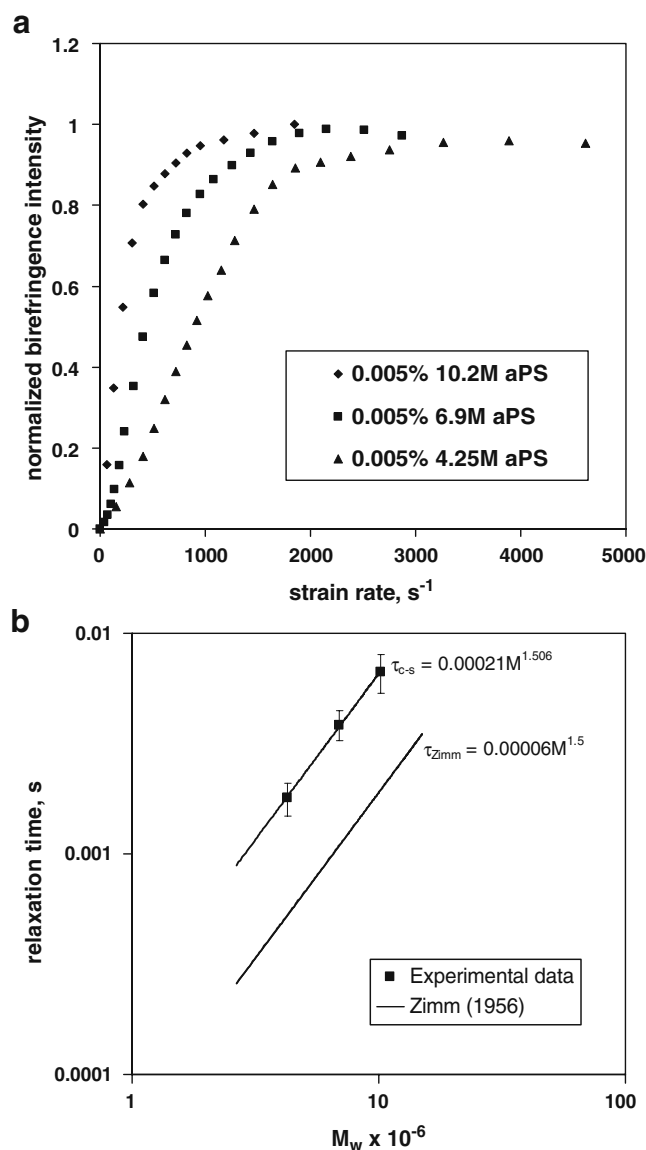 a
1.2
1
0.8
0.6
0.4
0.2
0
normalized birefringence intensity
0.005% 10.2M aPS
0.005% 6.9M aPS
0.005% 4.25M aPS
0 1000 2000 3000 4000 5000
strain rate, s⁻¹
b
0.01
0.001
0.0001
relaxation time, s
τc-s = 0.00021M^1.506
τZimm = 0.00006M^1.5
Experimental data
Zimm (1956)
1 10 100
Mw x 10⁻⁶